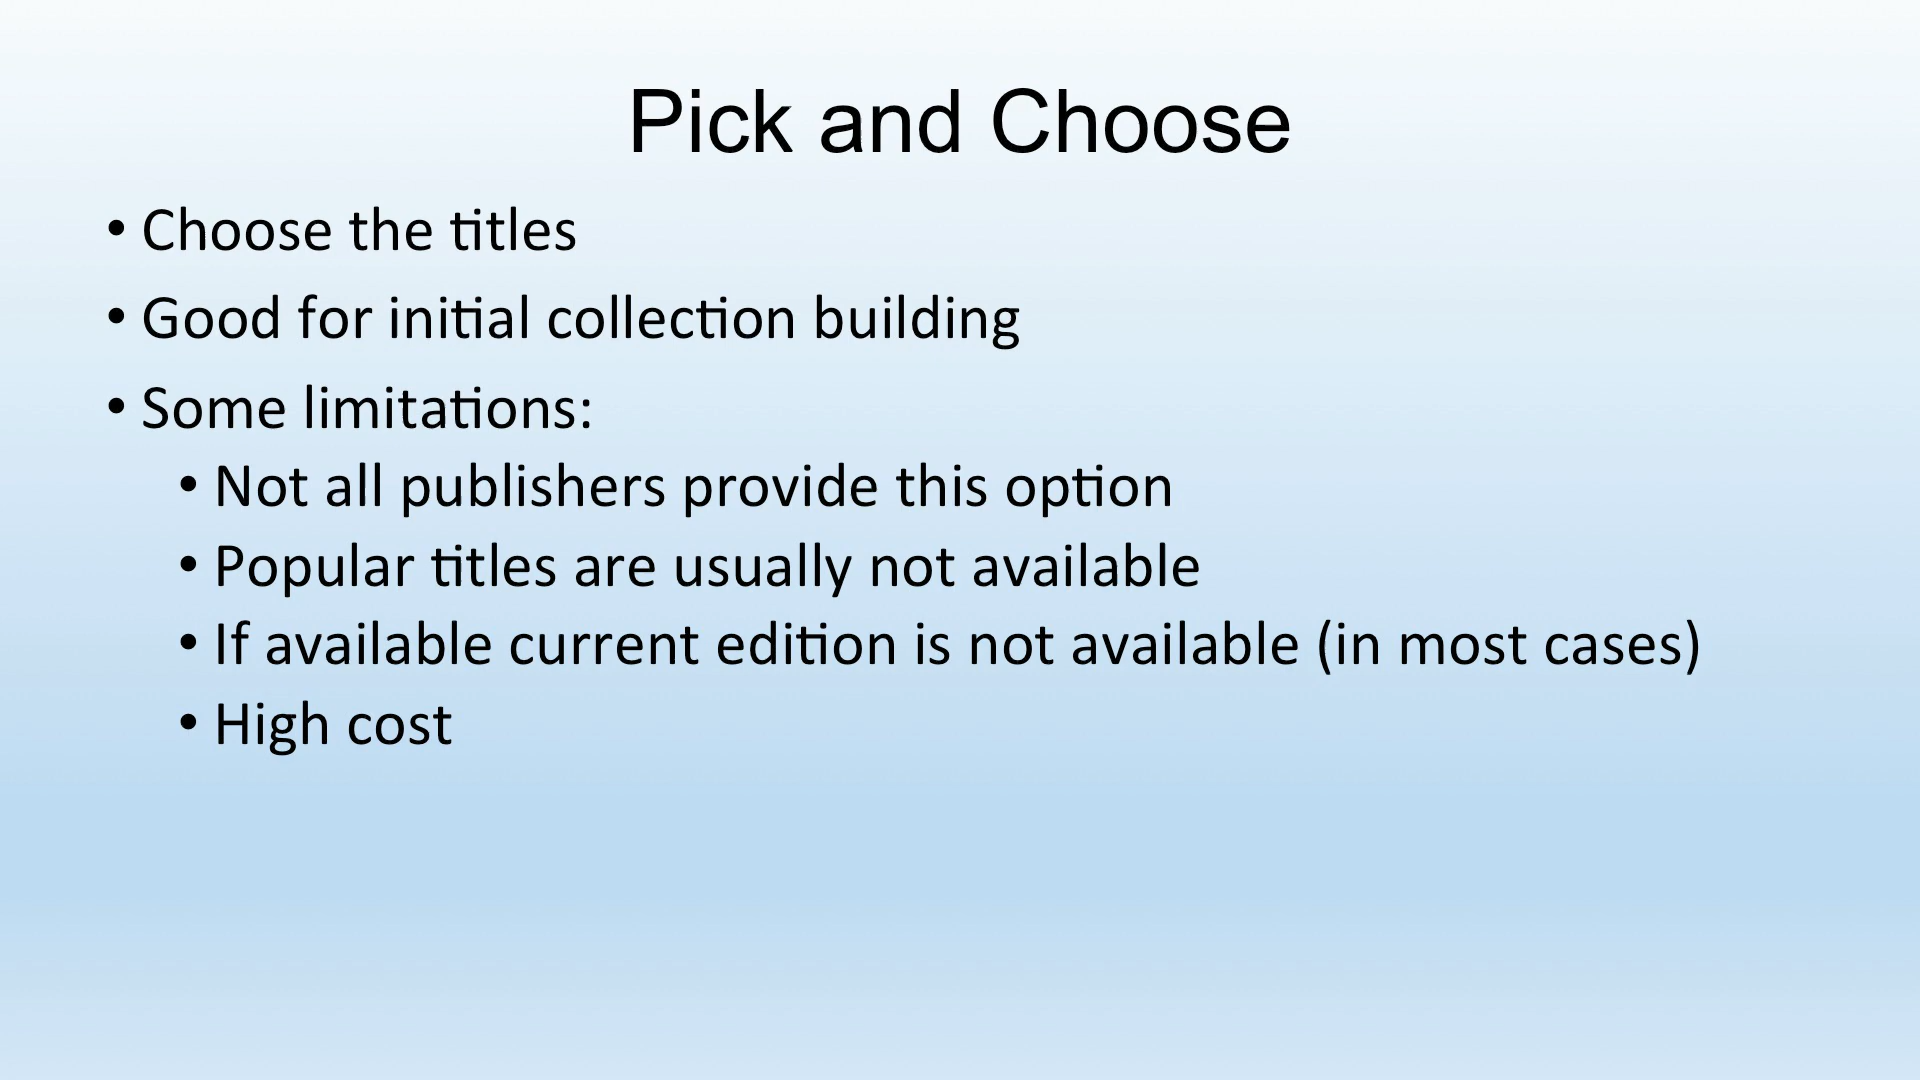 Pick and Choose
• Choose the titles
• Good for initial collection building
• Some limitations:
• Not all publishers provide this option
• Popular titles are usually not available
• If available current edition is not available (in most cases)
• High cost